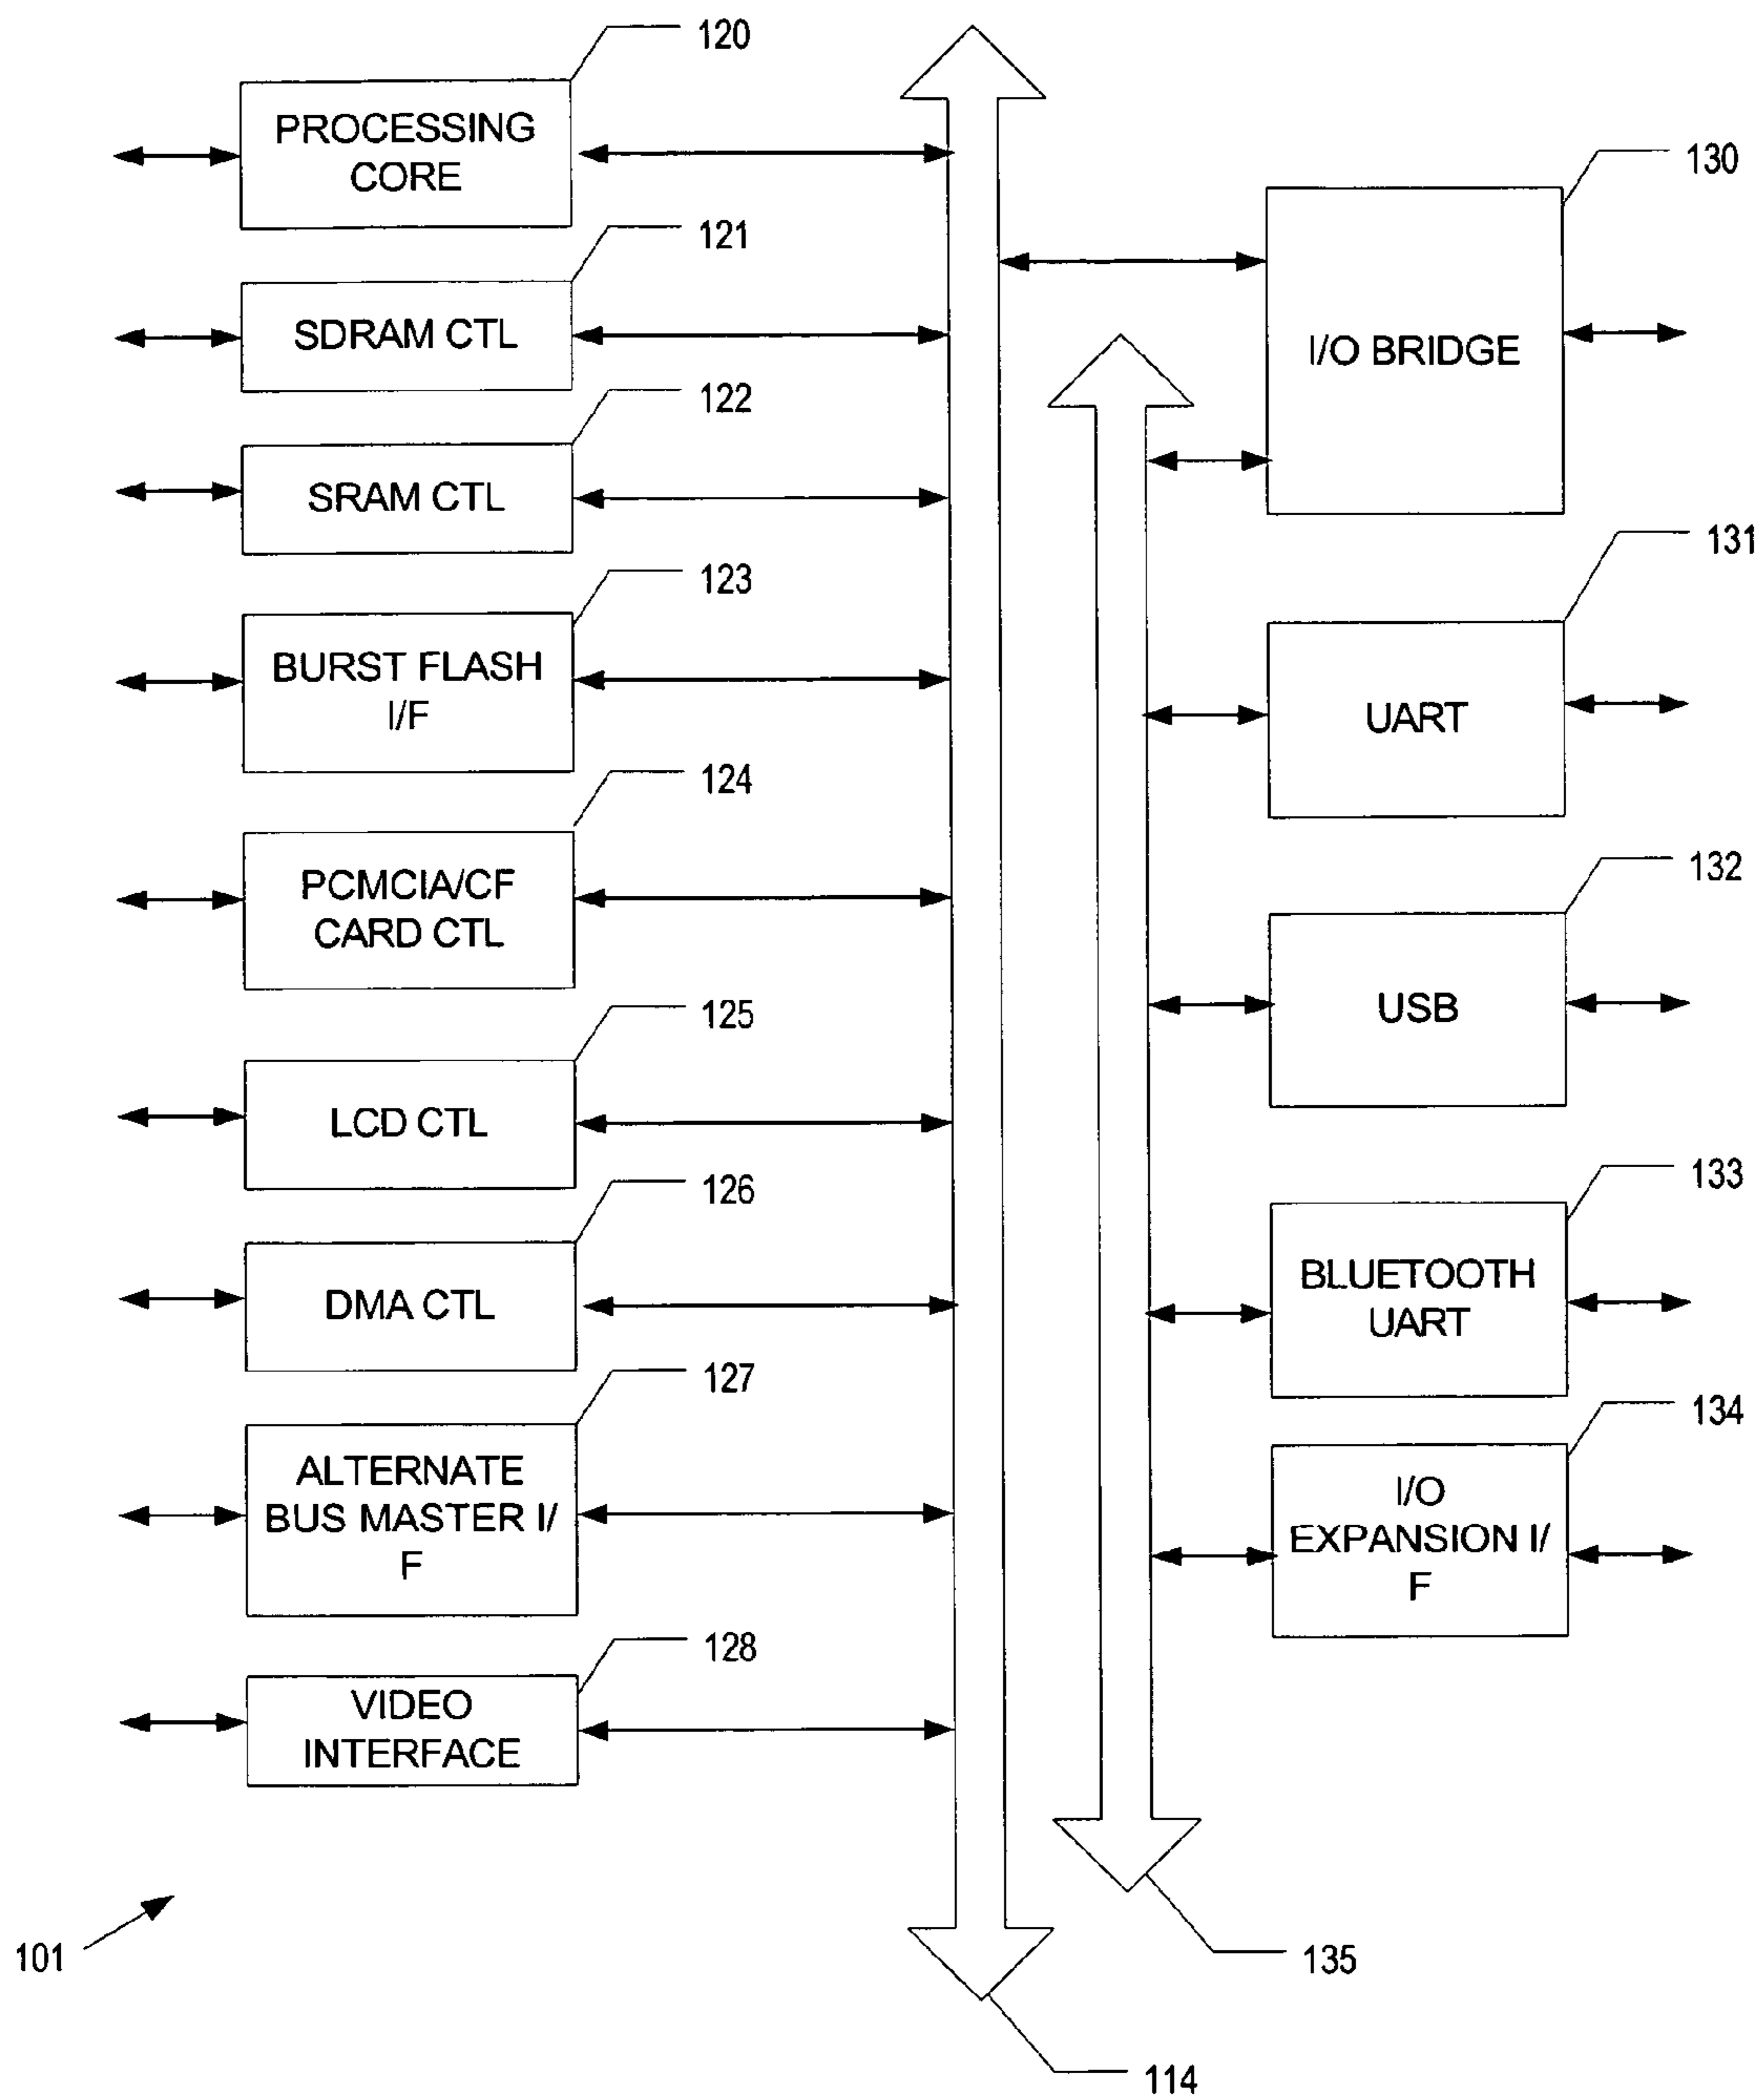 120
PROCESSING
CORE
121
SDRAM CTL
122
SRAM CTL
123
BURST FLASH
I/F
124
PCMCIA/CF
CARD CTL
125
LCD CTL
126
DMA CTL
127
ALTERNATE
BUS MASTER I/
F
128
VIDEO
INTERFACE
130
I/O BRIDGE
131
UART
132
USB
133
BLUETOOTH
UART
134
I/O
EXPANSION I/
F
101
135
114